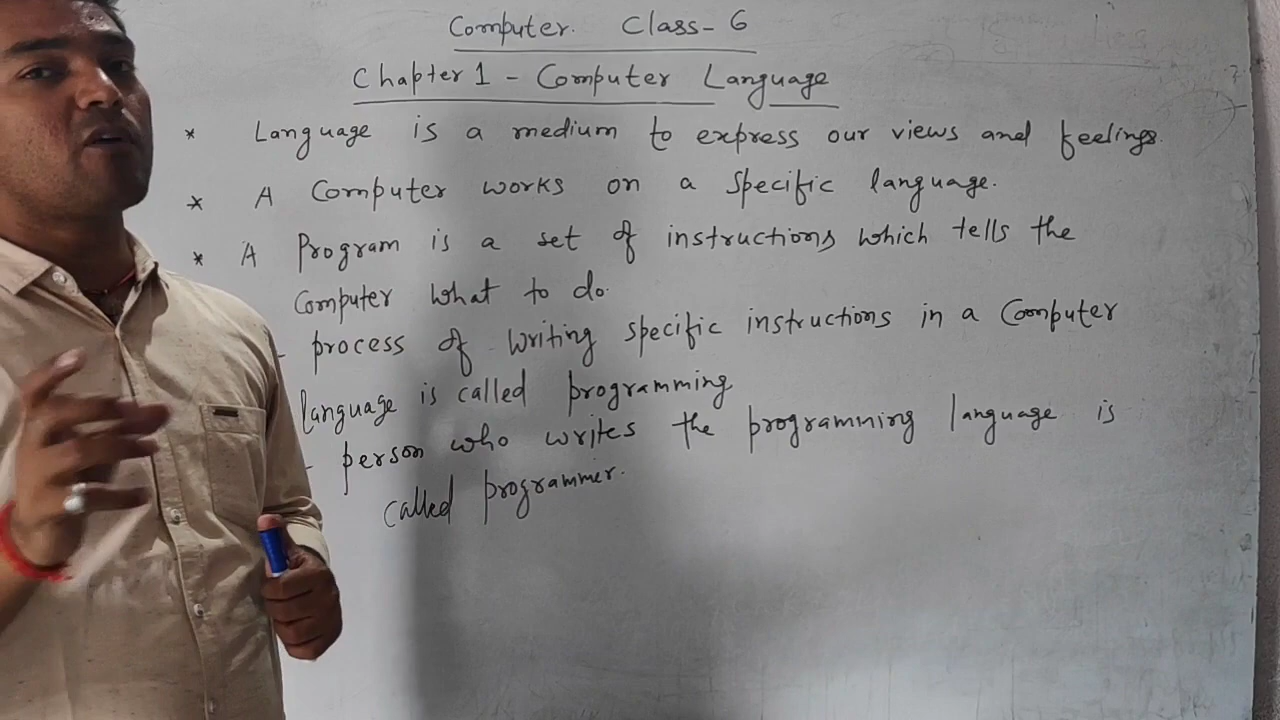 Computer. Class-6
Chapter 1 - Computer Language
* Language is a medium to express our views and feelings.
* A Computer works on a specific language.
* A Program is a set of instructions which tells the
Computer what to do.
- process of writing specific instructions in a Computer
language is called programming
- person who writes the programming language is
called programmer.